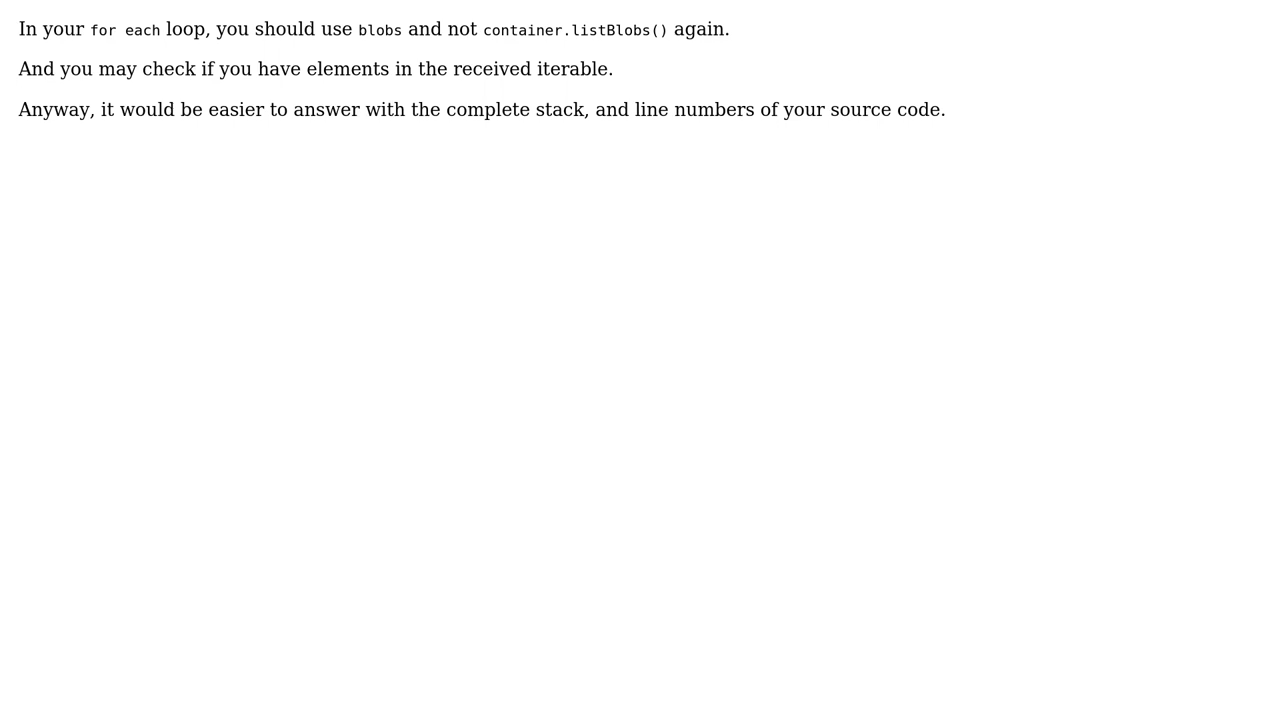 In your for each loop, you should use blobs and not container.listBlobs() again.
And you may check if you have elements in the received iterable.
Anyway, it would be easier to answer with the complete stack, and line numbers of your source code.